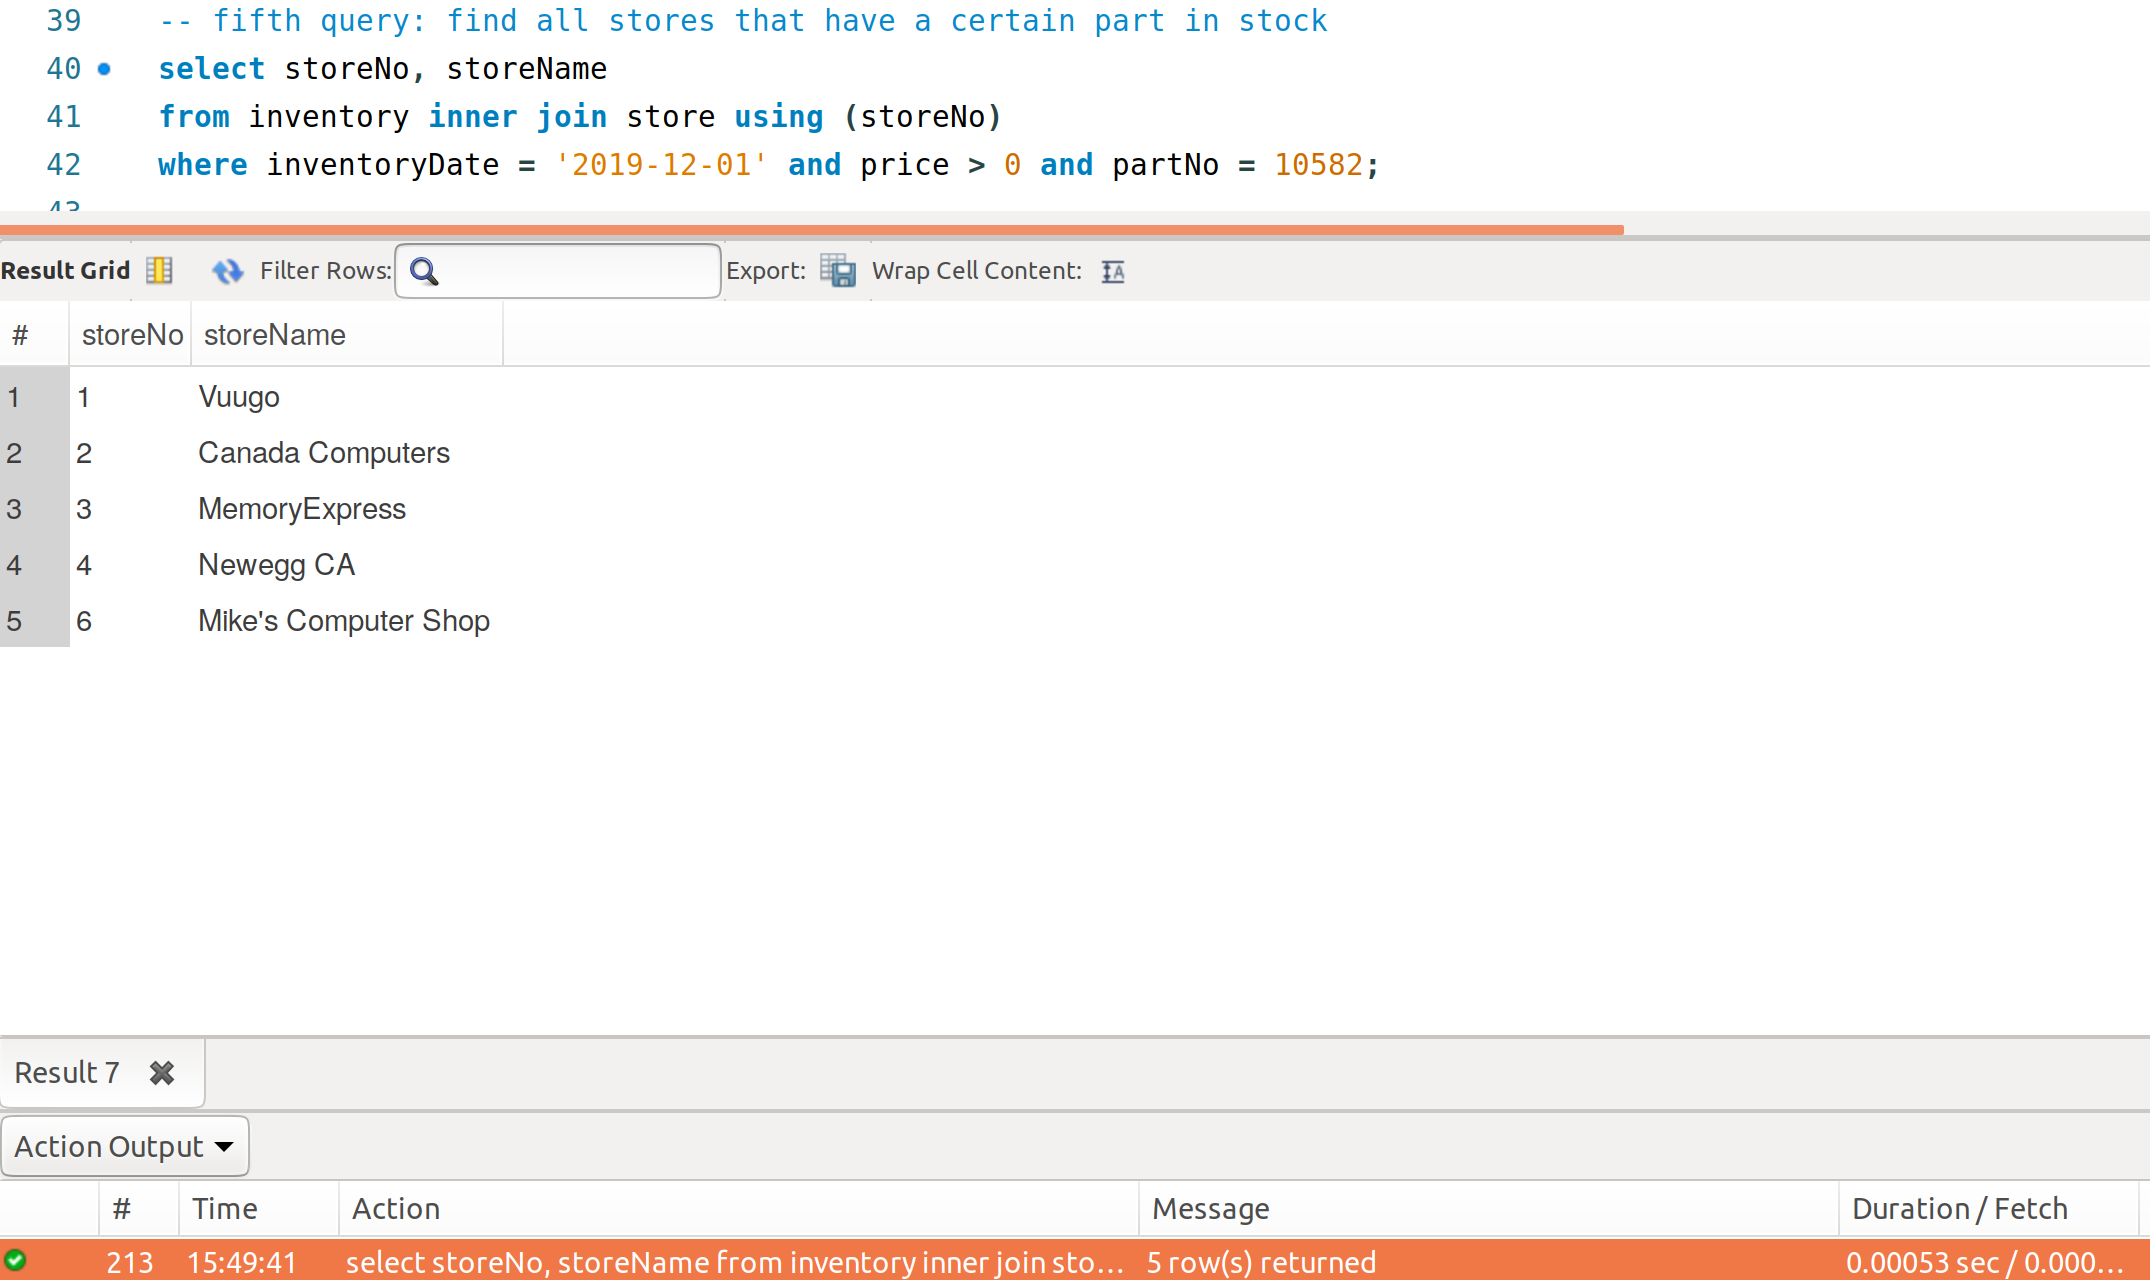 39 -- fifth query: find all stores that have a certain part in stock
40 select storeNo, storeName
41 from inventory inner join store using (storeNo)
42 where inventoryDate = '2019-12-01' and price > 0 and partNo = 10582;
43
Result Grid Filter Rows: Export: Wrap Cell Content:
# storeNo storeName
1 1 Vuugo
2 2 Canada Computers
3 3 MemoryExpress
4 4 Newegg CA
5 6 Mike's Computer Shop
Result 7
Action Output
# Time Action Message Duration / Fetch
213 15:49:41 select storeNo, storeName from inventory inner join sto... 5 row(s) returned 0.00053 sec / 0.000...